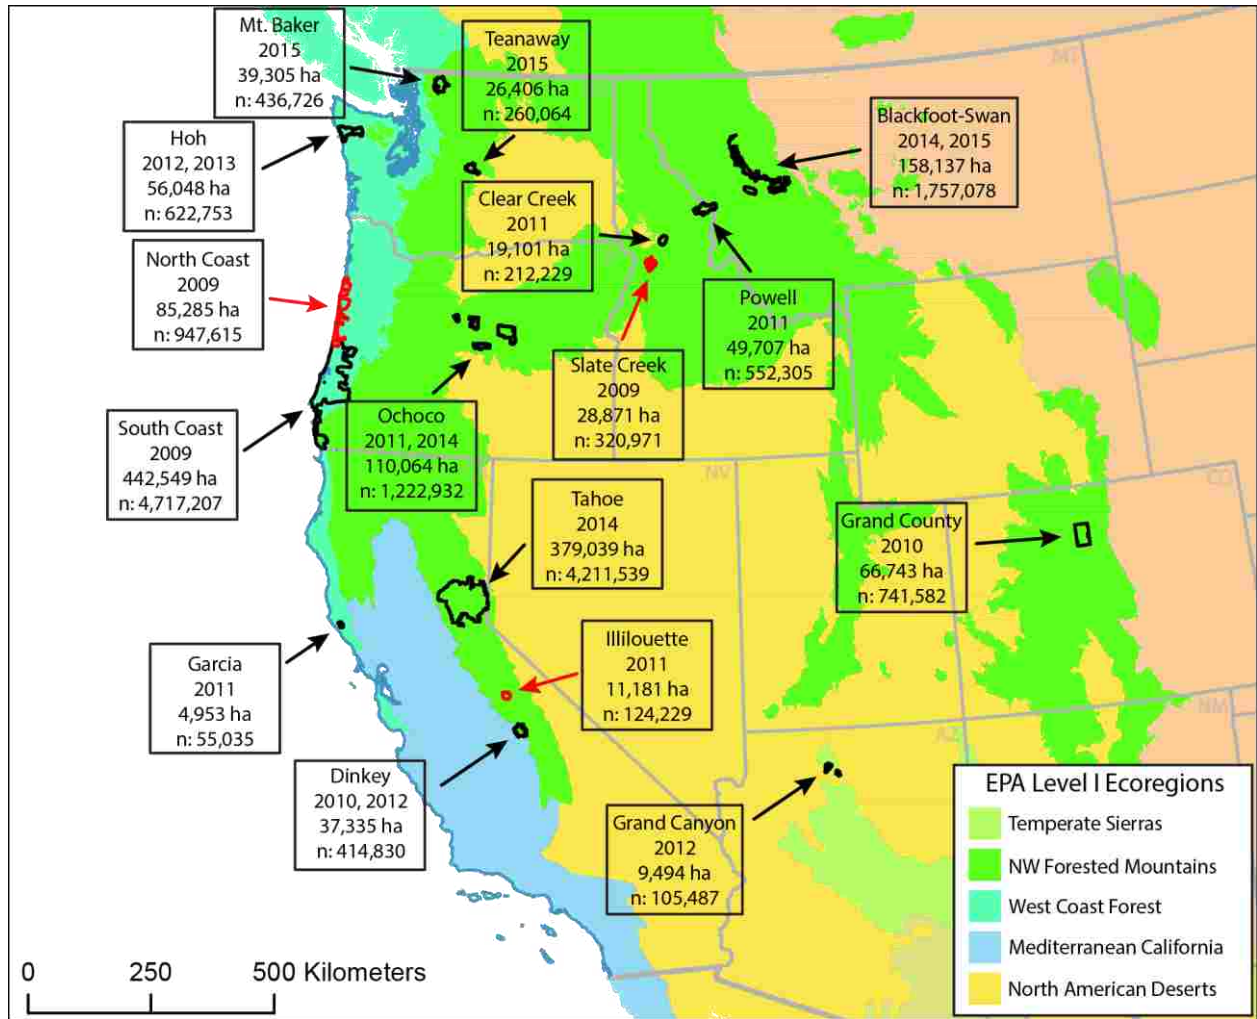 Mt. Baker
2015
39,305 ha
n: 436,726
Teanaway
2015
26,406 ha
n: 260,064
MT
Blackfoot-Swan
2014, 2015
158,137 ha
n: 1,757,078
Hoh
2012, 2013
56,048 ha
n: 622,753
Clear Creek
2011
19,101 ha
n: 212,229
North Coast
2009
85,285 ha
n: 947,615
Powell
2011
49,707 ha
n: 552,305
Slate Creek
2009
28,871 ha
n: 320,971
South Coast
2009
442,549 ha
n: 4,717,207
Ochoco
2011, 2014
110,064 ha
n: 1,222,932
NV
CO
Tahoe
2014
379,039 ha
n: 4,211,539
Grand County
2010
66,743 ha
n: 741,582
Illilouette
2011
11,181 ha
n: 124,229
Garcia
2011
4,953 ha
n: 55,035
NM
AZ
Dinkey
2010, 2012
37,335 ha
n: 414,830
Grand Canyon
2012
9,494 ha
n: 105,487
EPA Level I Ecoregions
Temperate Sierras
NW Forested Mountains
West Coast Forest
Mediterranean California
North American Deserts
0 250 500 Kilometers